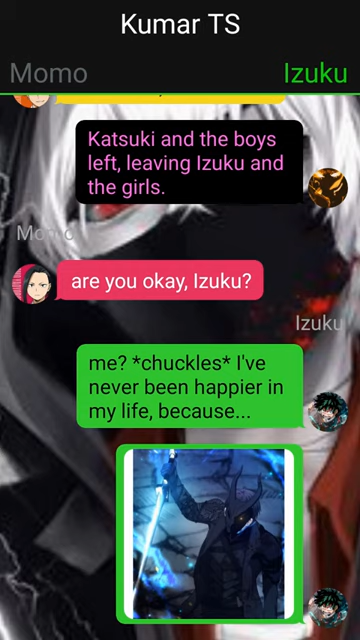 Kumar TS
Momo
Izuku
Katsuki and the boys
left, leaving Izuku and
the girls.
Momo
are you okay, Izuku?
Izuku
me? *chuckles* I've
never been happier in
my life, because...